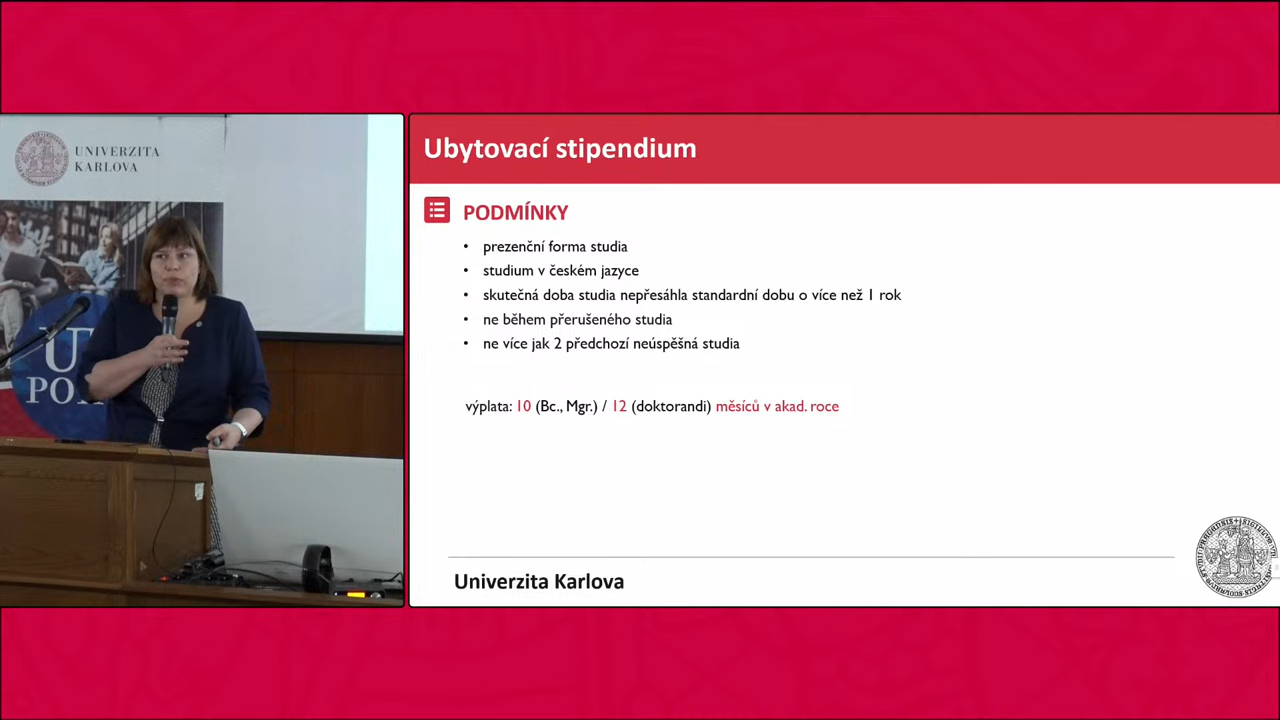 UNIVERZITA
KARLOVA
Ubytovací stipendium
PODMÍNKY
• prezenční forma studia
• studium v českém jazyce
• skutečná doba studia nepřesáhla standardní dobu o více než 1 rok
• ne během přerušeného studia
• ne více jak 2 předchozí neúspěšná studia
výplata: 10 (Bc., Mgr.) / 12 (doktorandi) měsíců v akad. roce
Univerzita Karlova